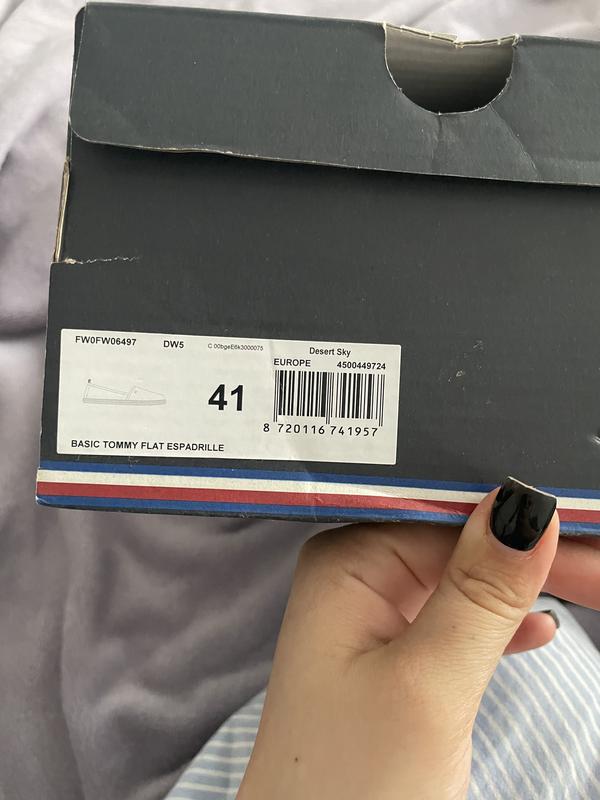 FW0FW06497 DW5 C 00bgeE6k3000075 Desert Sky
EUROPE 4500449724
41
8 720116 741957
BASIC TOMMY FLAT ESPADRILLE